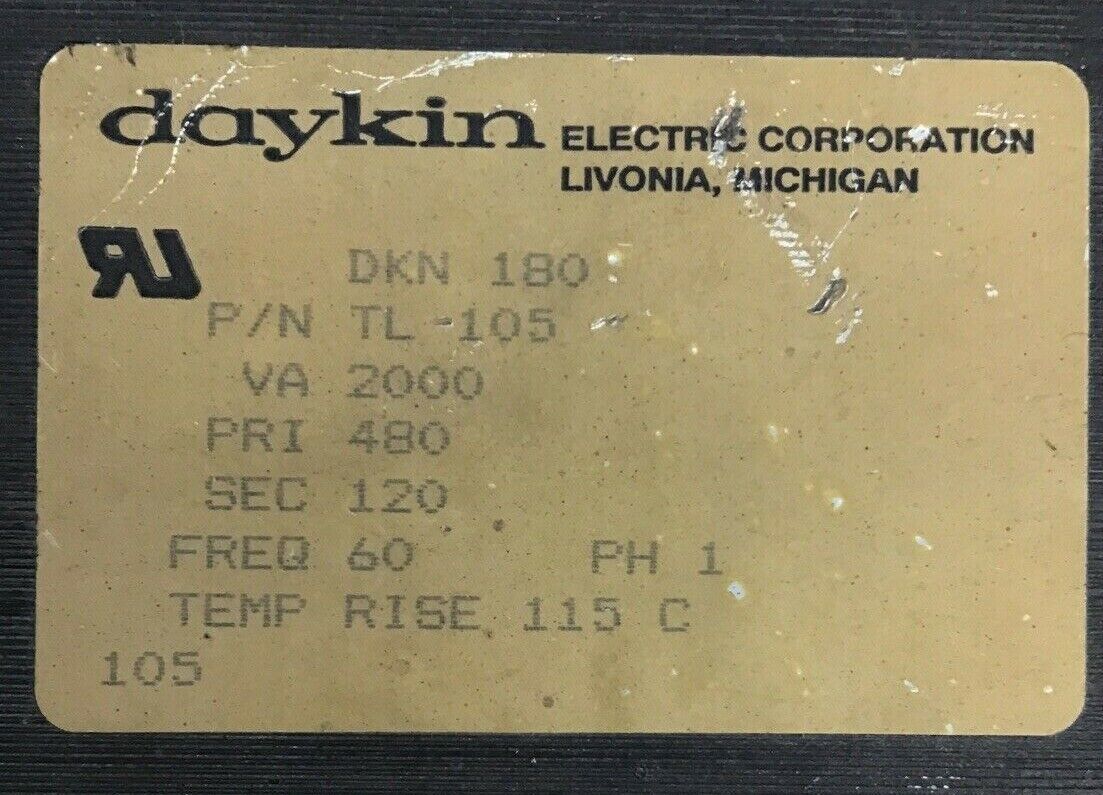 daykin ELECTRIC CORPORATION
LIVONIA, MICHIGAN
DKN 180
P/N TL-105
VA 2000
PRI 480
SEC 120
FREQ 60 PH 1
TEMP RISE 115 C
105